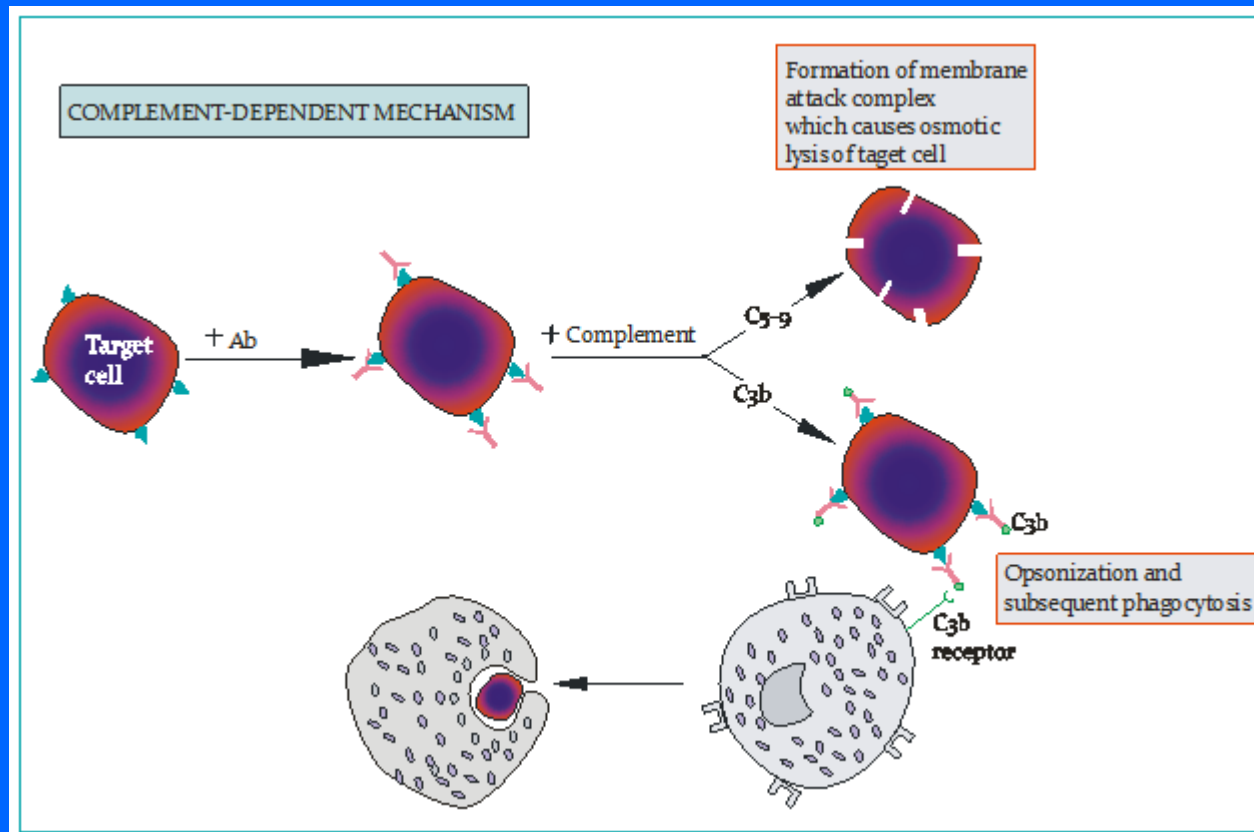 COMPLEMENT-DEPENDENT MECHANISM
Formation of membrane
attack complex
which causes osmotic
lysis of taget cell
Target
cell
+ Ab
+ Complement
C5-9
C3b
C3b
Opsonization and
subsequent phagocytosis
C3b
receptor